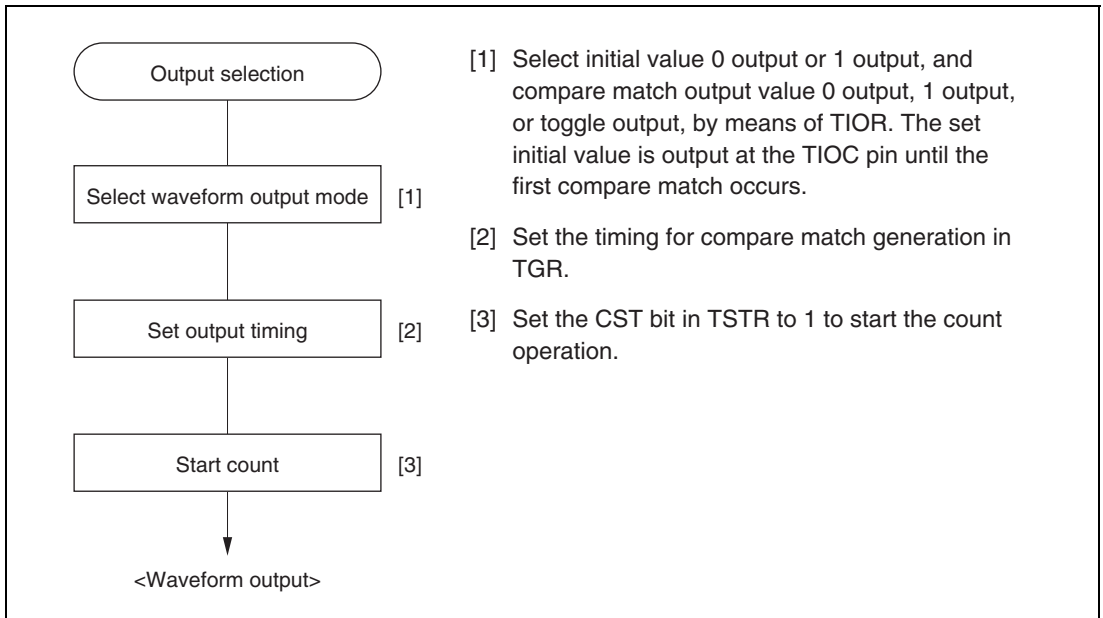 Output selection
Select waveform output mode [1]
Set output timing [2]
Start count [3]
<Waveform output>
[1] Select initial value 0 output or 1 output, and
compare match output value 0 output, 1 output,
or toggle output, by means of TIOR. The set
initial value is output at the TIOC pin until the
first compare match occurs.
[2] Set the timing for compare match generation in
TGR.
[3] Set the CST bit in TSTR to 1 to start the count
operation.